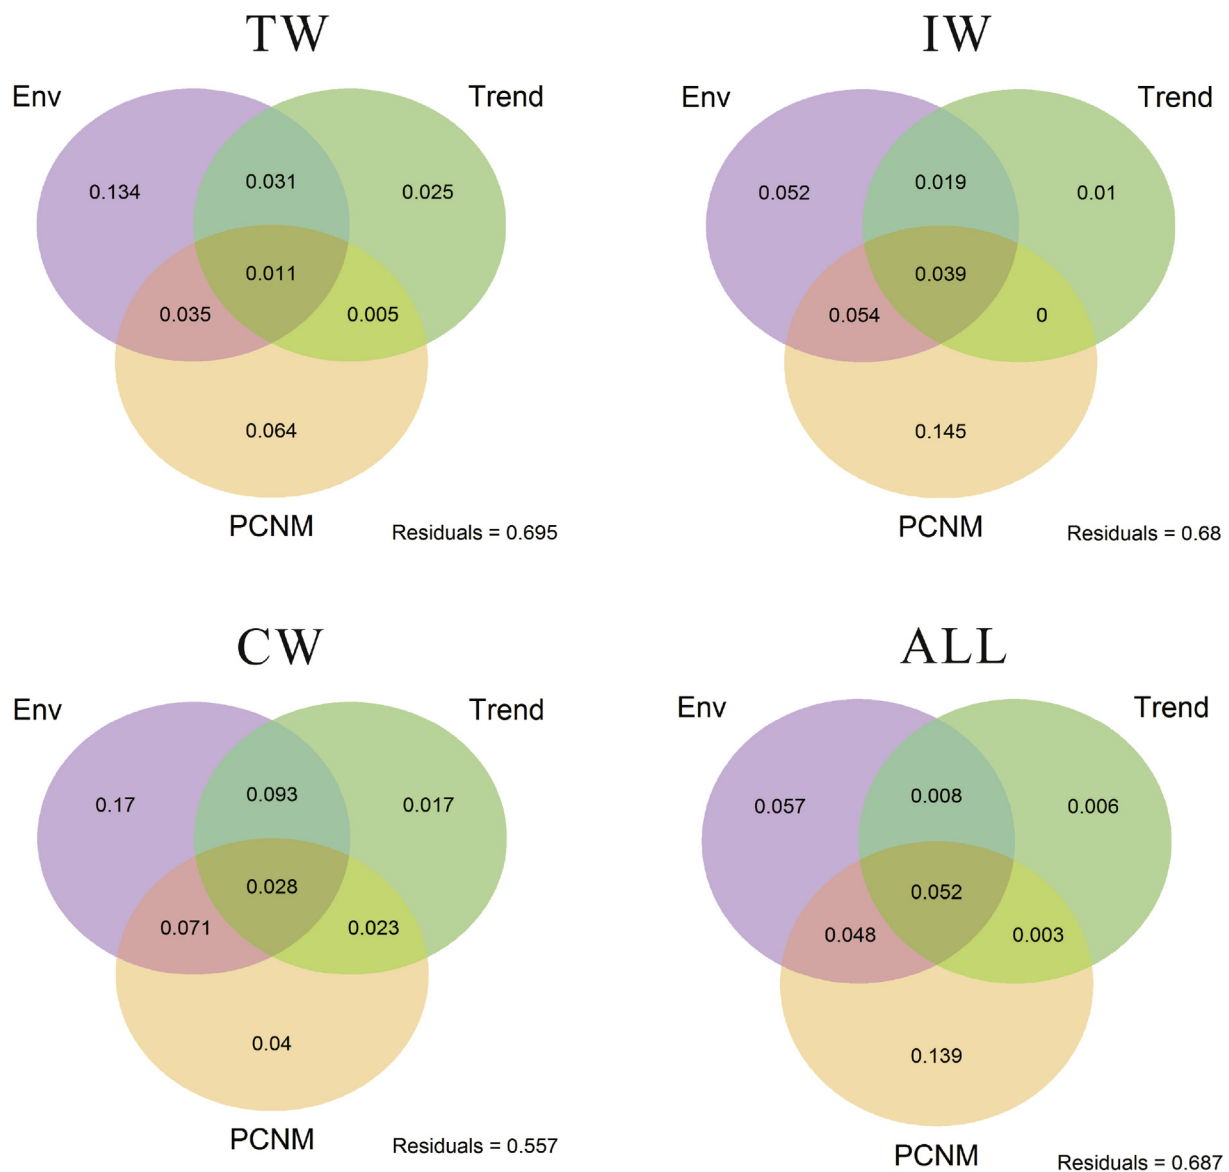 TW
Env
Trend
0.134
0.031
0.025
0.011
0.035
0.005
0.064
PCNM
Residuals = 0.695
IW
Env
Trend
0.052
0.019
0.01
0.039
0.054
0
0.145
PCNM
Residuals = 0.68
CW
Env
Trend
0.17
0.093
0.017
0.028
0.071
0.023
0.04
PCNM
Residuals = 0.557
ALL
Env
Trend
0.057
0.008
0.006
0.052
0.048
0.003
0.139
PCNM
Residuals = 0.687